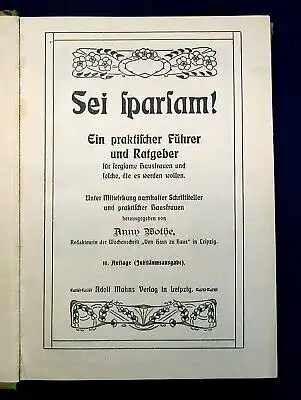 Sei sparsam!
Ein praktischer Führer
und Ratgeber
für sorgsame Hausfrauen und
solche, die es werden wollen.
Unter Mitwirkung namhafter Schriftsteller
und praktischer Hausfrauen
herausgegeben von
Anny Wothe,
Redakteurin der Wochenschrift „Von Haus zu Haus“ in Leipzig.
10. Auflage (Jubiläumsausgabe).
Adolf Mahns Verlag in Leipzig.